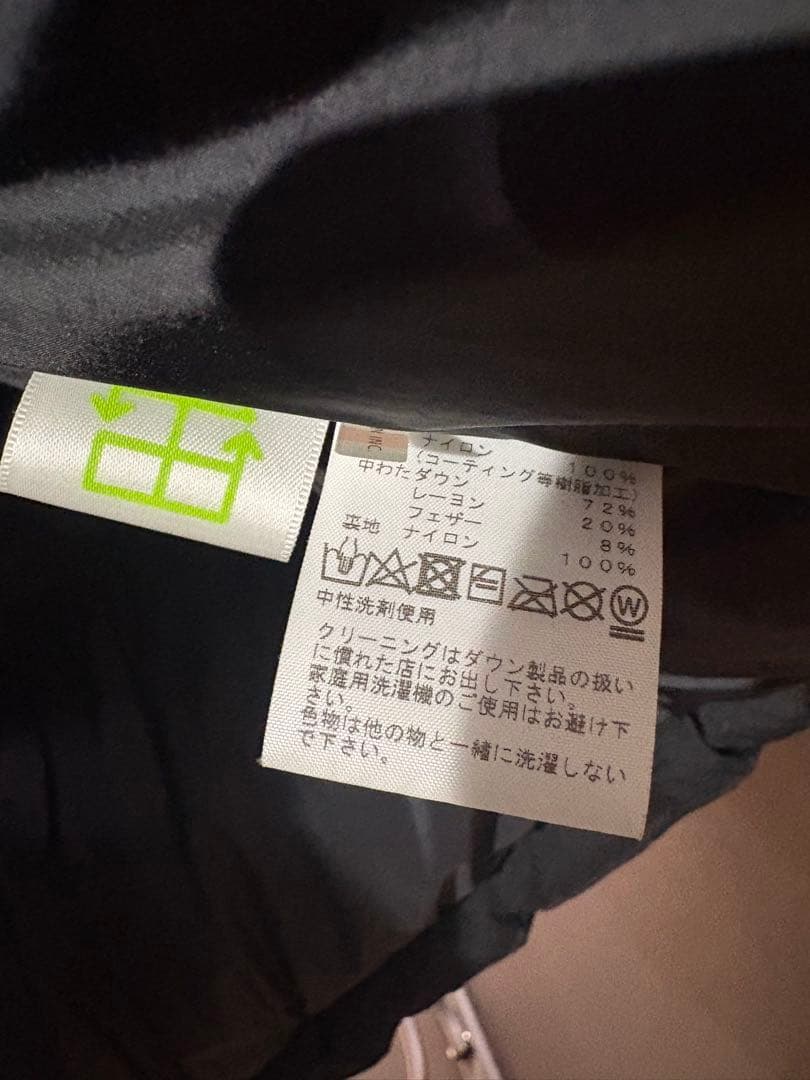 ナイロン 100%
(コーティング等樹脂加工)
中わた ダウン 72%
レーヨン 20%
フェザー 8%
裏地 ナイロン 100%
W
中性洗剤使用
クリーニングはダウン製品の扱い
に慣れた店にお出し下さい。
家庭用洗濯機のご使用はお避け下
さい。
色物は他の物と一緒に洗濯しない
で下さい。